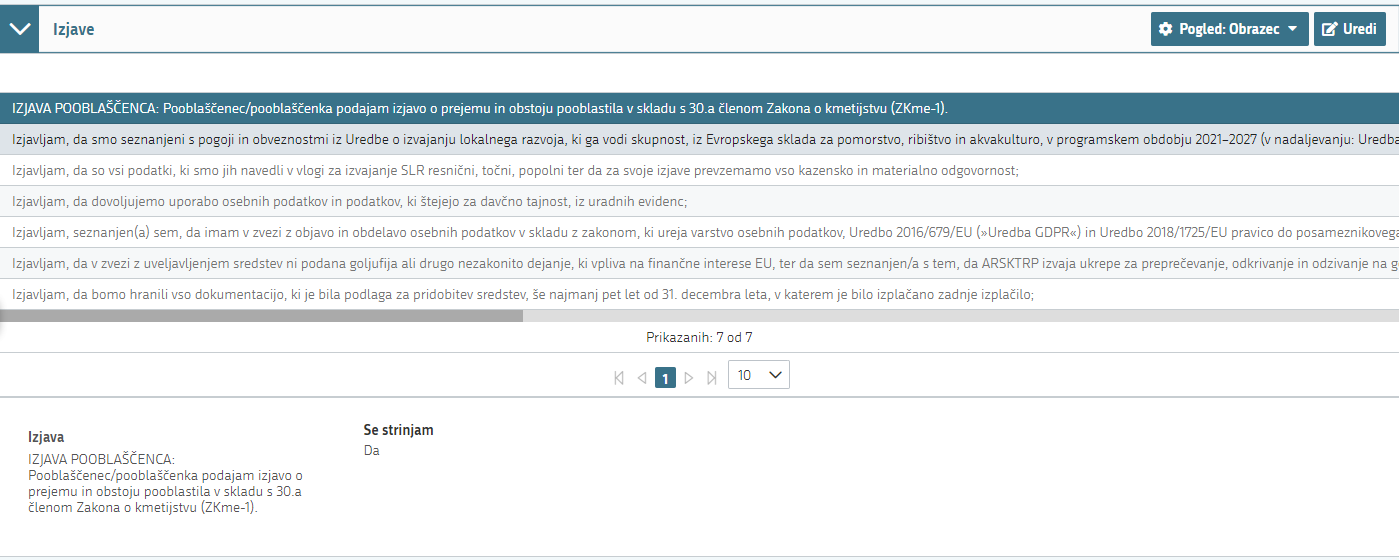 Izjave
Pogled: Obrazec
Uredi
IZJAVA POOBLAŠČENCA: Pooblaščenec/pooblaščenka podajam izjavo o prejemu in obstoju pooblastila v skladu s 30.a členom Zakona o kmetijstvu (ZKme-1).
Izjavljam, da smo seznanjeni s pogoji in obveznostmi iz Uredbe o izvajanju lokalnega razvoja, ki ga vodi skupnost, iz Evropskega sklada za pomorstvo, ribištvo in akvakulturo, v programskem obdobju 2021–2027 (v nadaljevanju: Uredba
Izjavljam, da so vsi podatki, ki smo jih navedli v vlogi za izvajanje SLR resnični, točni, popolni ter da za svoje izjave prevzemamo vso kazensko in materialno odgovornost;
Izjavljam, da dovoljujemo uporabo osebnih podatkov in podatkov, ki štejejo za davčno tajnost, iz uradnih evidenc;
Izjavljam, seznanjen(a) sem, da imam v zvezi z objavo in obdelavo osebnih podatkov v skladu z zakonom, ki ureja varstvo osebnih podatkov, Uredbo 2016/679/EU (»Uredba GDPR«) in Uredbo 2018/1725/EU pravico do posameznikovega
Izjavljam, da v zvezi z uveljavljenjem sredstev ni podana goljufija ali drugo nezakonito dejanje, ki vpliva na finančne interese EU, ter da sem seznanjen/a s tem, da ARSKTRP izvaja ukrepe za preprečevanje, odkrivanje in odzivanje na g
Izjavljam, da bomo hranili vso dokumentacijo, ki je bila podlaga za pridobitev sredstev, še najmanj pet let od 31. decembra leta, v katerem je bilo izplačano zadnje izplačilo;
Prikazanih: 7 od 7
1
10
Izjava
IZJAVA POOBLAŠČENCA:
Pooblaščenec/pooblaščenka podajam izjavo o
prejemu in obstoju pooblastila v skladu s 30.a
členom Zakona o kmetijstvu (ZKme-1).
Se strinjam
Da